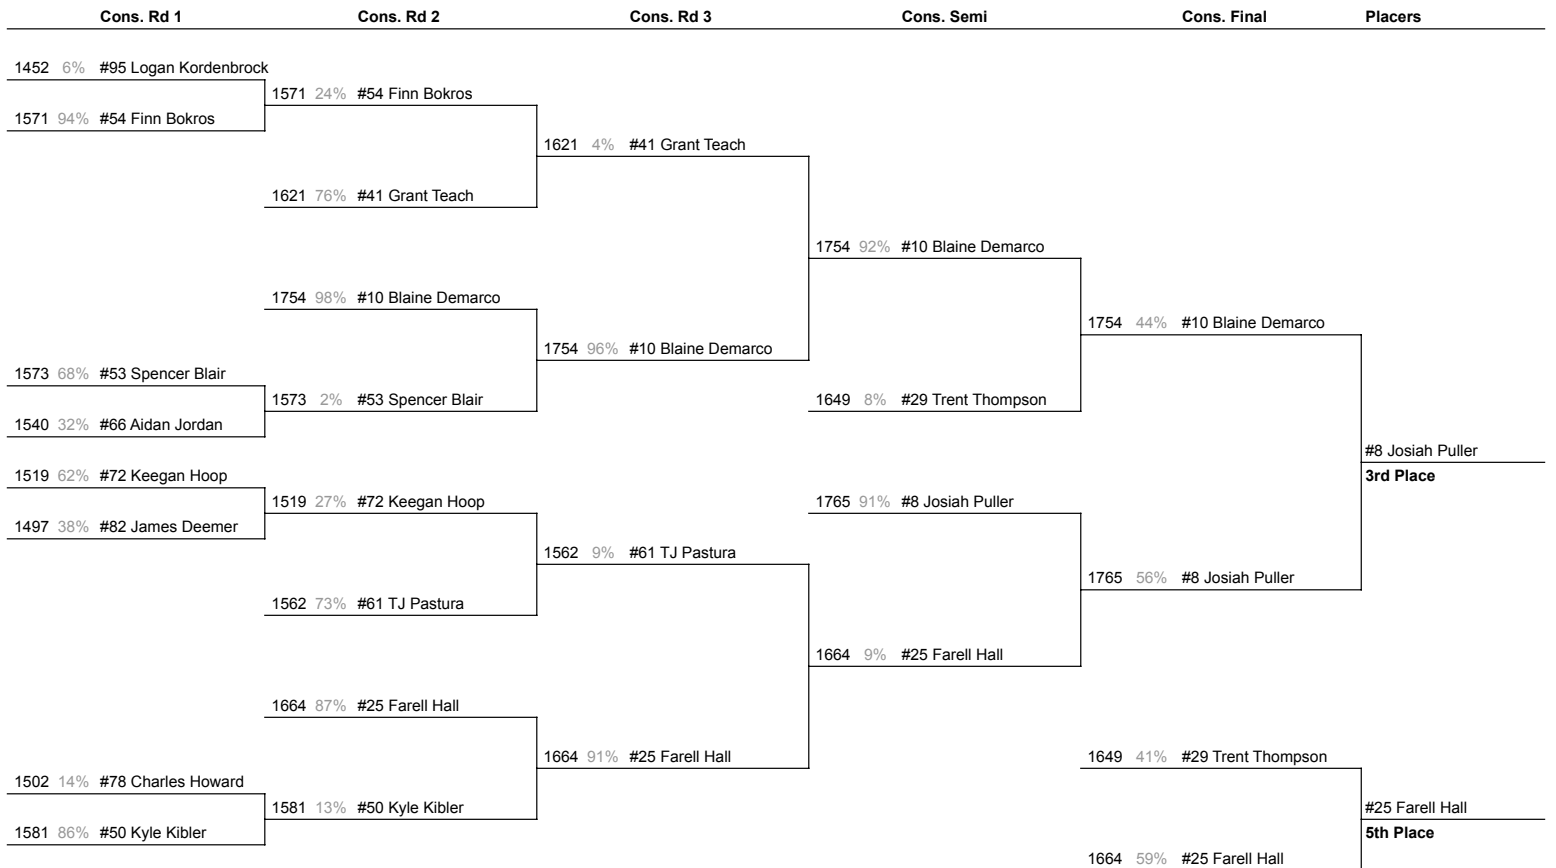 Cons. Rd 1 Cons. Rd 2 Cons. Rd 3 Cons. Semi Cons. Final Placers
1452 6% #95 Logan Kordenbrock
1571 24% #54 Finn Bokros
1571 94% #54 Finn Bokros
1621 4% #41 Grant Teach
1621 76% #41 Grant Teach
1754 92% #10 Blaine Demarco
1754 98% #10 Blaine Demarco
1754 44% #10 Blaine Demarco
1754 96% #10 Blaine Demarco
1573 68% #53 Spencer Blair
1573 2% #53 Spencer Blair 1649 8% #29 Trent Thompson
1540 32% #66 Aidan Jordan
#8 Josiah Puller
1519 62% #72 Keegan Hoop 3rd Place
1519 27% #72 Keegan Hoop 1765 91% #8 Josiah Puller
1497 38% #82 James Deemer
1562 9% #61 TJ Pastura
1765 56% #8 Josiah Puller
1562 73% #61 TJ Pastura
1664 9% #25 Farell Hall
1664 87% #25 Farell Hall
1664 91% #25 Farell Hall 1649 41% #29 Trent Thompson
1502 14% #78 Charles Howard
1581 13% #50 Kyle Kibler #25 Farell Hall
1581 86% #50 Kyle Kibler 5th Place
1664 59% #25 Farell Hall